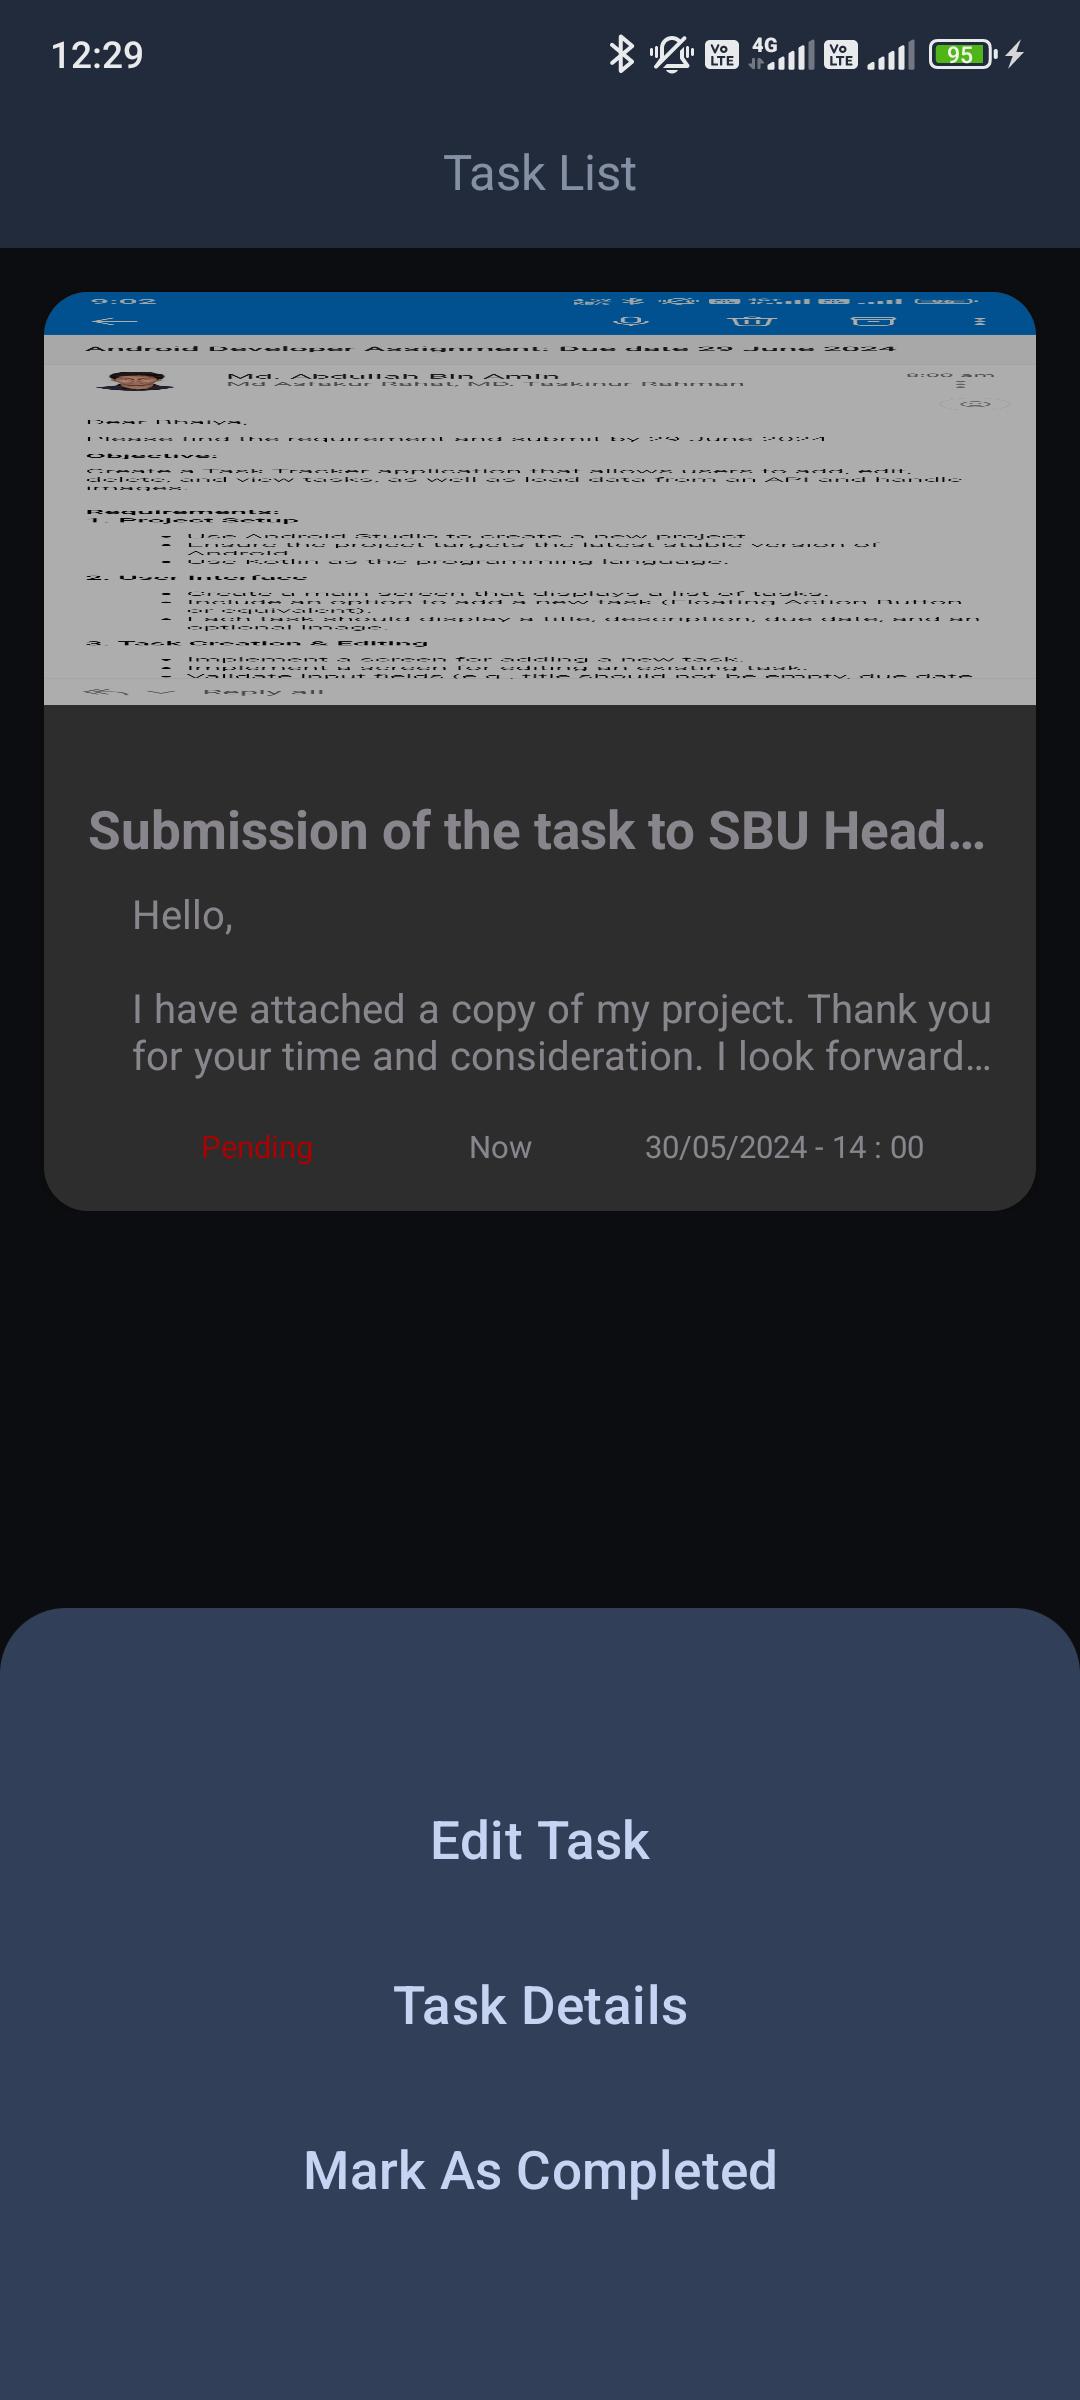 12:29
Vo LTE 4G Vo LTE 95
Task List
9:02
Android Developer Assignment: Due date 29 June 2024
Md. Abdullah Bin Amin
8:00 am
Md Asfakur Rahat, MD. Taskinur Rahman
Dear Bhaiya,
Please find the requirement and submit by 29 June 2024
Objective:
Create a Task Tracker application that allows users to add, edit,
delete, and view tasks, as well as load data from an API and handle
images.
Requirements:
1. Project Setup
Use Android Studio to create a new project
Ensure the project targets the latest stable version of
Android.
Use Kotlin as the programming language.
2. User Interface
Create a main screen that displays a list of tasks.
Include an option to add a new task (Floating Action Button
or equivalent).
Each task should display a title, description, due date, and an
optional image.
3. Task Creation & Editing
Implement a screen for adding a new task.
Implement a screen for editing an existing task.
Validate input fields (e.g., title should not be empty, due date
Reply all
Submission of the task to SBU Head...
Hello,
I have attached a copy of my project. Thank you
for your time and consideration. I look forward...
Pending Now 30/05/2024 - 14 : 00
Edit Task
Task Details
Mark As Completed